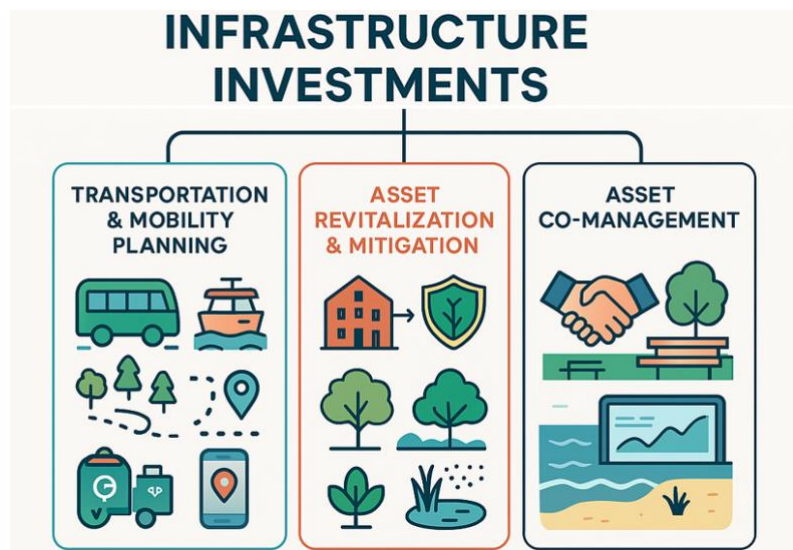 INFRASTRUCTURE
INVESTMENTS
TRANSPORTATION
& MOBILITY
PLANNING
ASSET
REVITALIZATION
& MITIGATION
ASSET
CO-MANAGEMENT